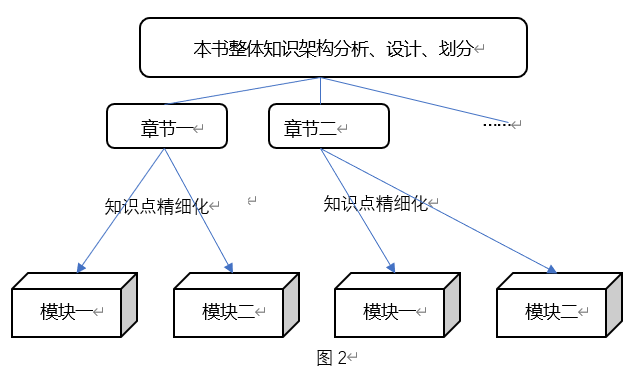 本书整体知识架构分析、设计、划分
章节一
章节二
……
知识点精细化
知识点精细化
模块一
模块二
模块一
模块二
图 2